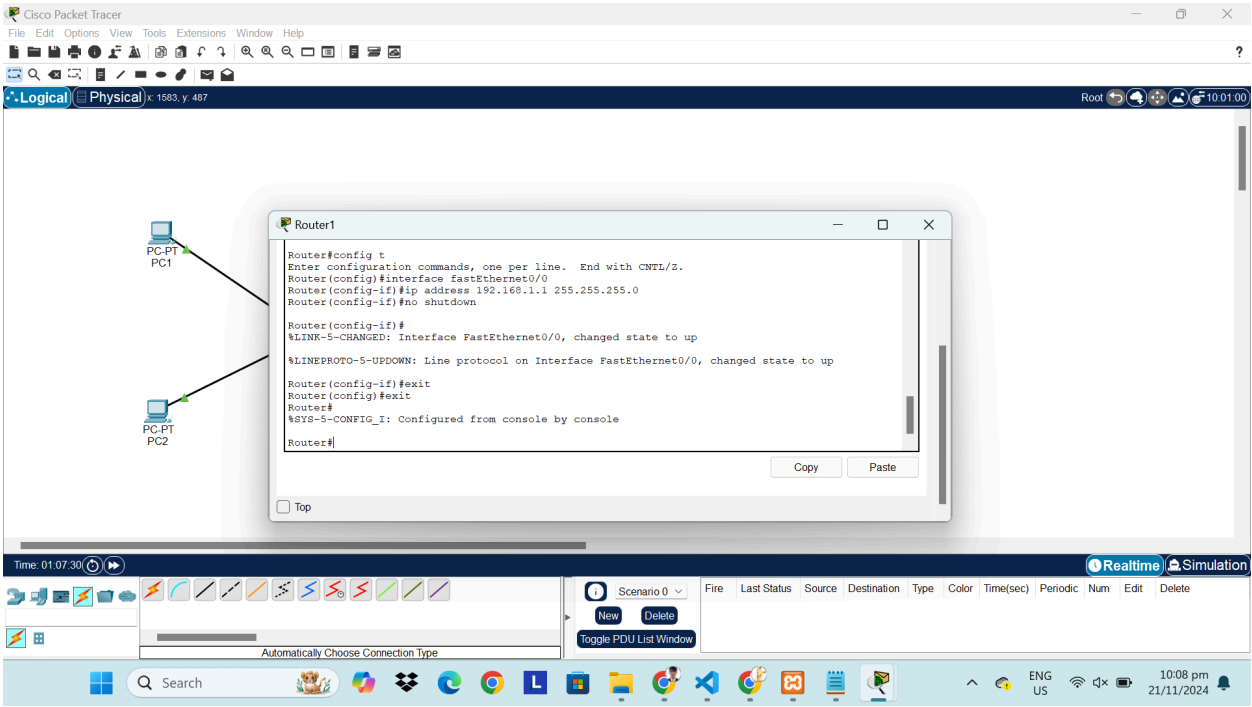 Cisco Packet Tracer
File Edit Options View Tools Extensions Window Help
?
Logical Physical x: 1583, y: 487 Root 10:01:00
Router1
PC-PT
PC1
Router#config t
Enter configuration commands, one per line. End with CNTL/Z.
Router(config)#interface fastEthernet0/0
Router(config-if)#ip address 192.168.1.1 255.255.255.0
Router(config-if)#no shutdown
Router(config-if)#
%LINK-5-CHANGED: Interface FastEthernet0/0, changed state to up
%LINEPROTO-5-UPDOWN: Line protocol on Interface FastEthernet0/0, changed state to up
Router(config-if)#exit
Router(config)#exit
Router#
%SYS-5-CONFIG_I: Configured from console by console
Router#
PC-PT
PC2
Copy Paste
Top
Time: 01:07:30 Realtime Simulation
Scenario 0 Fire Last Status Source Destination Type Color Time(sec) Periodic Num Edit Delete
New Delete
Toggle PDU List Window
Automatically Choose Connection Type
Search L ENG 10:08 pm
US 21/11/2024